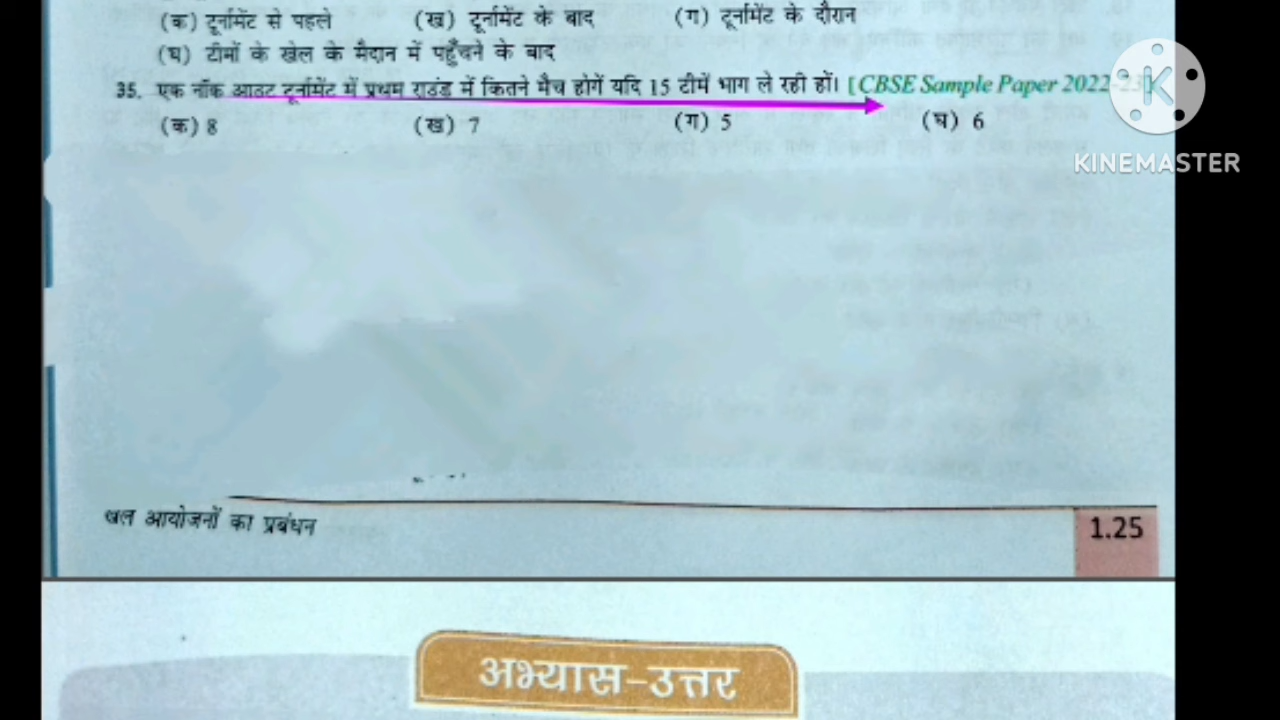 (क) टूर्नामेंट से पहले (ख) टूर्नामेंट के बाद (ग) टूर्नामेंट के दौरान
(घ) टीमों के खेल के मैदान में पहुँचने के बाद
35. एक नॉक आउट टूर्नामेंट में प्रथम राउंड में कितने मैच होगें यदि 15 टीमें भाग ले रही हों। [CBSE Sample Paper 2022-23]
(क) 8 (ख) 7 (ग) 5 (घ) 6
K
KINEMASTER
खेल आयोजनों का प्रबंधन
1.25
अभ्यास-उत्तर